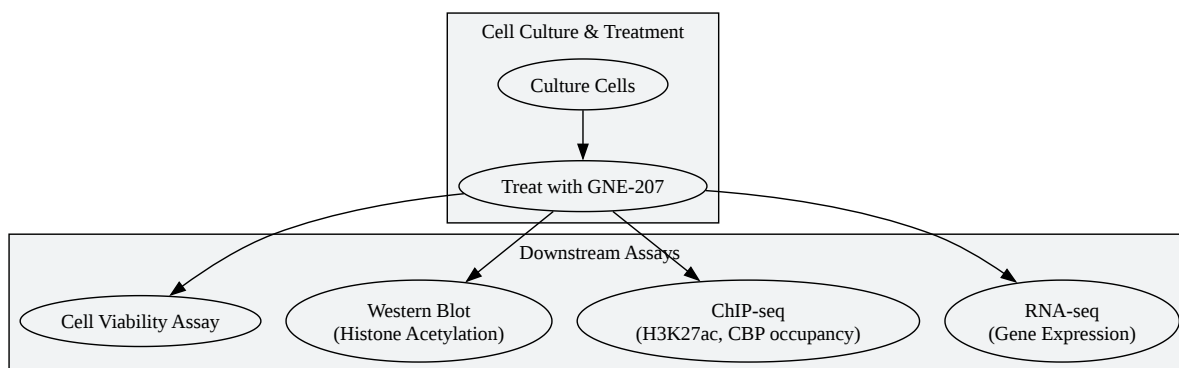 Cell Culture & Treatment
Culture Cells
Treat with GNE-207
Downstream Assays
Cell Viability Assay
Western Blot
(Histone Acetylation)
ChIP-seq
(H3K27ac, CBP occupancy)
RNA-seq
(Gene Expression)